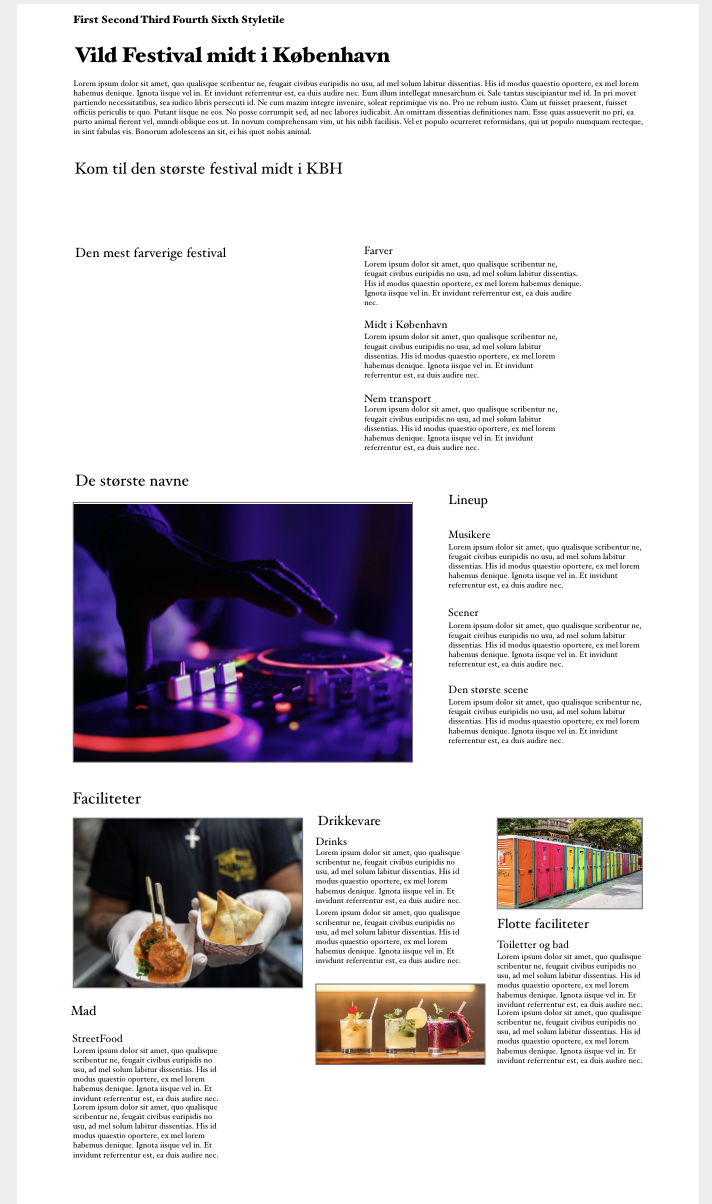 First Second Third Fourth Sixth Styletile
Vild Festival midt i København
Lorem ipsum dolor sit amet, quo qualisque scribentur ne, feugait civibus euripidis no usu, ad mel solum labitur dissentias. His id modus quaestio oportere, ex mel lorem
habemus denique. Ignota iisque vel in. Et invidunt referrentur est, ea duis audire nec. Eum illum intellegat mnesarchum ei. Sale tantas suscipiantur mel id. In pri movet
partiendo necessitatibus, sea iudico libris persecuti id. Ne cum mazim integre invenire, soleat reprimique vis no. Pro ne rebum iusto. Cum ut fuisset praesent, fuisset
officiis periculis te quo. Putant iisque ne eos. No posse corrumpit sed, ad nec labores iudicabit. An omittam dissentias definitiones nam. Esse quas assueverit no pri, ea
purto animal fierent vel, mundi oblique eos ut. In novum comprehensam vim, ut his nibh facilisis. Vel et populo ocurreret reformidans, qui ut populo numquam recteque,
in sint fabulas vis. Bonorum adolescens an sit, ei his quot nobis animal.
Kom til den største festival midt i KBH
Den mest farverige festival
Farver
Lorem ipsum dolor sit amet, quo qualisque scribentur ne,
feugait civibus euripidis no usu, ad mel solum labitur dissentias.
His id modus quaestio oportere, ex mel lorem habemus denique.
Ignota iisque vel in. Et invidunt referrentur est, ea duis audire
nec.
Midt i København
Lorem ipsum dolor sit amet, quo qualisque scribentur ne,
feugait civibus euripidis no usu, ad mel solum labitur
dissentias. His id modus quaestio oportere, ex mel lorem
habemus denique. Ignota iisque vel in. Et invidunt
referrentur est, ea duis audire nec.
Nem transport
Lorem ipsum dolor sit amet, quo qualisque scribentur ne,
feugait civibus euripidis no usu, ad mel solum labitur
dissentias. His id modus quaestio oportere, ex mel lorem
habemus denique. Ignota iisque vel in. Et invidunt
referrentur est, ea duis audire nec.
De største navne
Lineup
Musikere
Lorem ipsum dolor sit amet, quo qualisque scribentur ne,
feugait civibus euripidis no usu, ad mel solum labitur
dissentias. His id modus quaestio oportere, ex mel lorem
habemus denique. Ignota iisque vel in. Et invidunt
referrentur est, ea duis audire nec.
Scener
Lorem ipsum dolor sit amet, quo qualisque scribentur ne,
feugait civibus euripidis no usu, ad mel solum labitur
dissentias. His id modus quaestio oportere, ex mel lorem
habemus denique. Ignota iisque vel in. Et invidunt
referrentur est, ea duis audire nec.
Den største scene
Lorem ipsum dolor sit amet, quo qualisque scribentur ne,
feugait civibus euripidis no usu, ad mel solum labitur
dissentias. His id modus quaestio oportere, ex mel lorem
habemus denique. Ignota iisque vel in. Et invidunt
referrentur est, ea duis audire nec.
Faciliteter
Mad
StreetFood
Lorem ipsum dolor sit amet, quo qualisque
scribentur ne, feugait civibus euripidis no
usu, ad mel solum labitur dissentias. His id
modus quaestio oportere, ex mel lorem
habemus denique. Ignota iisque vel in. Et
invidunt referrentur est, ea duis audire nec.
Lorem ipsum dolor sit amet, quo qualisque
scribentur ne, feugait civibus euripidis no
usu, ad mel solum labitur dissentias. His id
modus quaestio oportere, ex mel lorem
habemus denique. Ignota iisque vel in. Et
invidunt referrentur est, ea duis audire nec.
Drikkevare
Drinks
Lorem ipsum dolor sit amet, quo qualisque
scribentur ne, feugait civibus euripidis no
usu, ad mel solum labitur dissentias. His id
modus quaestio oportere, ex mel lorem
habemus denique. Ignota iisque vel in. Et
invidunt referrentur est, ea duis audire nec.
Lorem ipsum dolor sit amet, quo qualisque
scribentur ne, feugait civibus euripidis no
usu, ad mel solum labitur dissentias. His id
modus quaestio oportere, ex mel lorem
habemus denique. Ignota iisque vel in. Et
invidunt referrentur est, ea duis audire nec.
Flotte faciliteter
Toiletter og bad
Lorem ipsum dolor sit amet, quo qualisque
scribentur ne, feugait civibus euripidis no
usu, ad mel solum labitur dissentias. His id
modus quaestio oportere, ex mel lorem
habemus denique. Ignota iisque vel in. Et
invidunt referrentur est, ea duis audire nec.
Lorem ipsum dolor sit amet, quo qualisque
scribentur ne, feugait civibus euripidis no
usu, ad mel solum labitur dissentias. His id
modus quaestio oportere, ex mel lorem
habemus denique. Ignota iisque vel in. Et
invidunt referrentur est, ea duis audire nec.